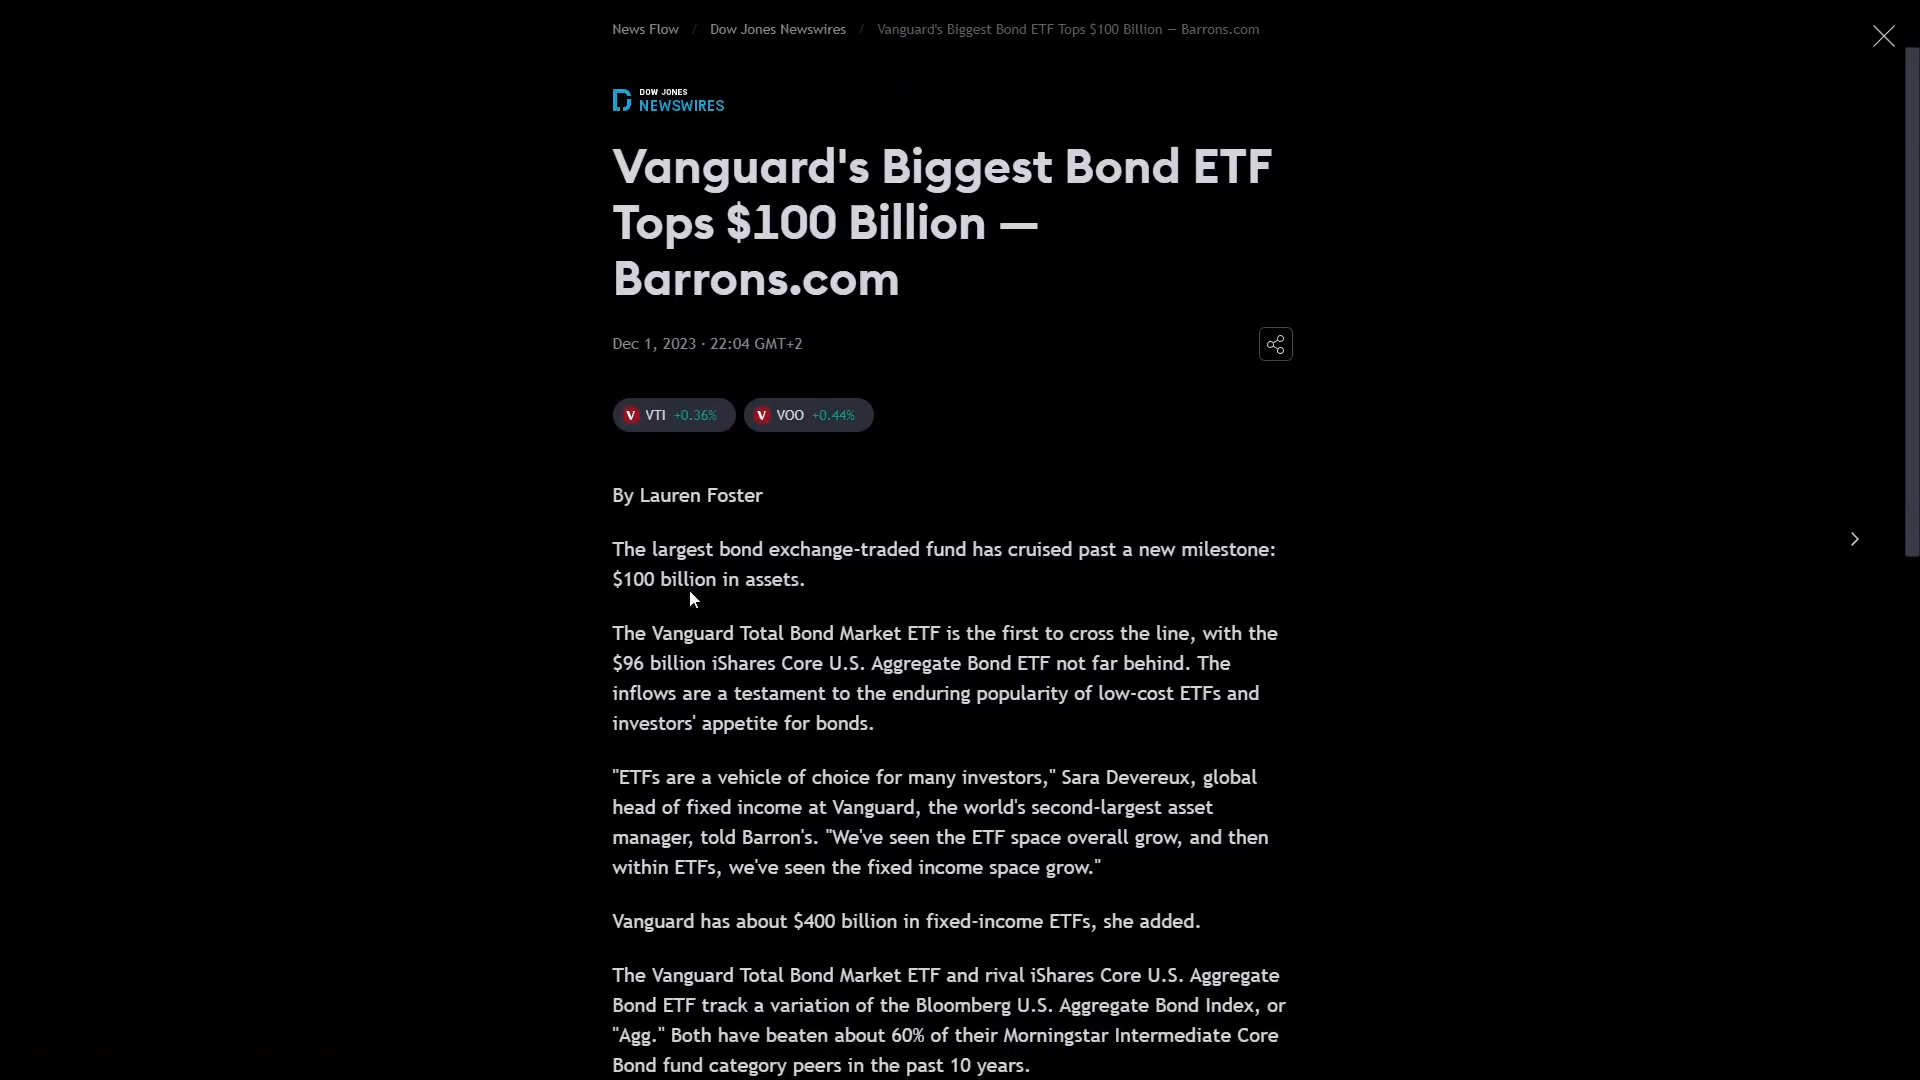 News Flow / Dow Jones Newswires / Vanguard's Biggest Bond ETF Tops $100 Billion — Barrons.com
DOW JONES
NEWSWIRES
Vanguard's Biggest Bond ETF
Tops $100 Billion —
Barrons.com
Dec 1, 2023 · 22:04 GMT+2
V VTI +0.36% V VOO +0.44%
By Lauren Foster
The largest bond exchange-traded fund has cruised past a new milestone:
$100 billion in assets.
The Vanguard Total Bond Market ETF is the first to cross the line, with the
$96 billion iShares Core U.S. Aggregate Bond ETF not far behind. The
inflows are a testament to the enduring popularity of low-cost ETFs and
investors' appetite for bonds.
"ETFs are a vehicle of choice for many investors," Sara Devereux, global
head of fixed income at Vanguard, the world's second-largest asset
manager, told Barron's. "We've seen the ETF space overall grow, and then
within ETFs, we've seen the fixed income space grow."
Vanguard has about $400 billion in fixed-income ETFs, she added.
The Vanguard Total Bond Market ETF and rival iShares Core U.S. Aggregate
Bond ETF track a variation of the Bloomberg U.S. Aggregate Bond Index, or
"Agg." Both have beaten about 60% of their Morningstar Intermediate Core
Bond fund category peers in the past 10 years.